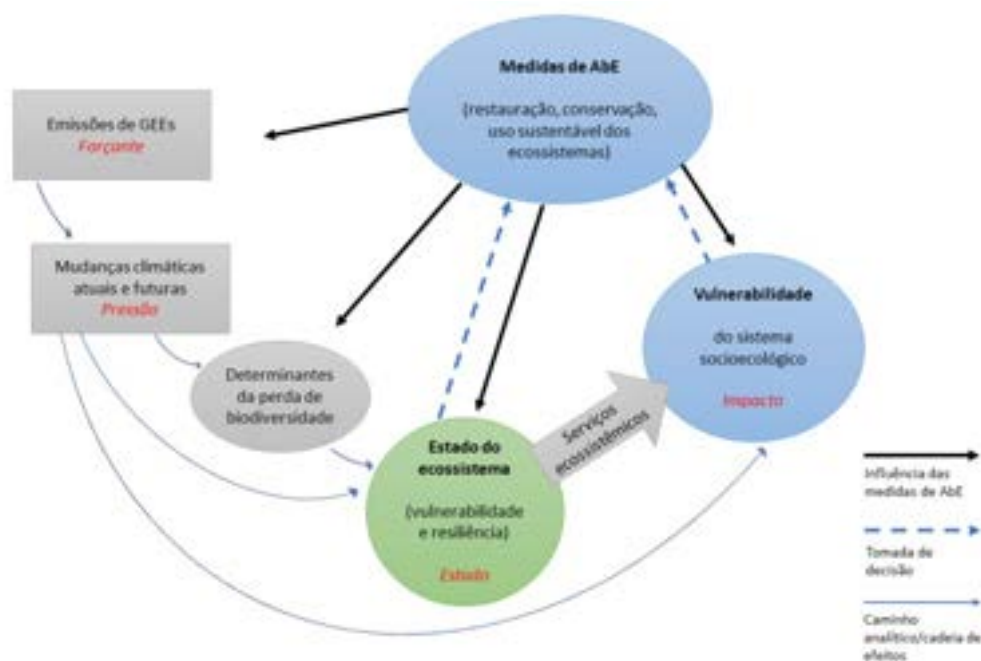 Medidas de AbE
(restauração, conservação,
uso sustentável dos
ecossistemas)
Emissões de GEEs
Forçante
Mudanças climáticas
atuais e futuras
Pressão
Determinantes
da perda de
biodiversidade
Estado do
ecossistema
(vulnerabilidade
e resiliência)
Estado
Serviços
ecossistêmicos
Vulnerabilidade
do sistema
socioecológico
Impacto
Influência das
medidas de AbE
Tomada de
decisão
Caminho
analítico/cadeia de
efeitos